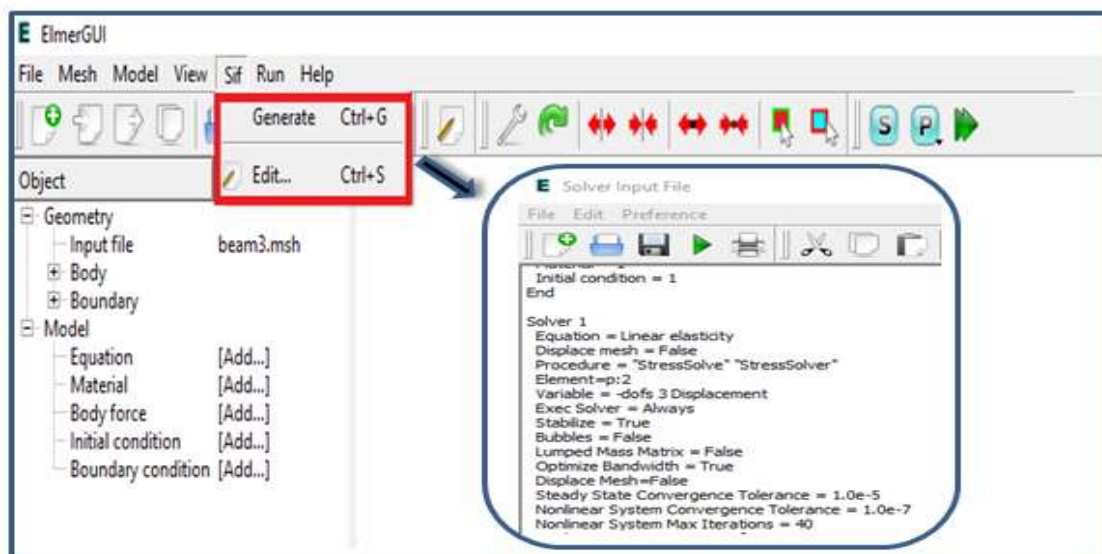 E ElmerGUI
File Mesh Model View Sif Run Help
Generate Ctrl+G
Edit... Ctrl+S
S P
Object
Geometry
Input file beam3.msh
Body
Boundary
Model
Equation [Add...]
Material [Add...]
Body force [Add...]
Initial condition [Add...]
Boundary condition [Add...]
E Solver Input File
File Edit Preference
Initial condition = 1
End
Solver 1
Equation = Linear elasticity
Displace mesh = False
Procedure = "StressSolve" "StressSolver"
Element=p:2
Variable = -dofs 3 Displacement
Exec Solver = Always
Stabilize = True
Bubbles = False
Lumped Mass Matrix = False
Optimize Bandwidth = True
Displace Mesh=False
Steady State Convergence Tolerance = 1.0e-5
Nonlinear System Convergence Tolerance = 1.0e-7
Nonlinear System Max Iterations = 40